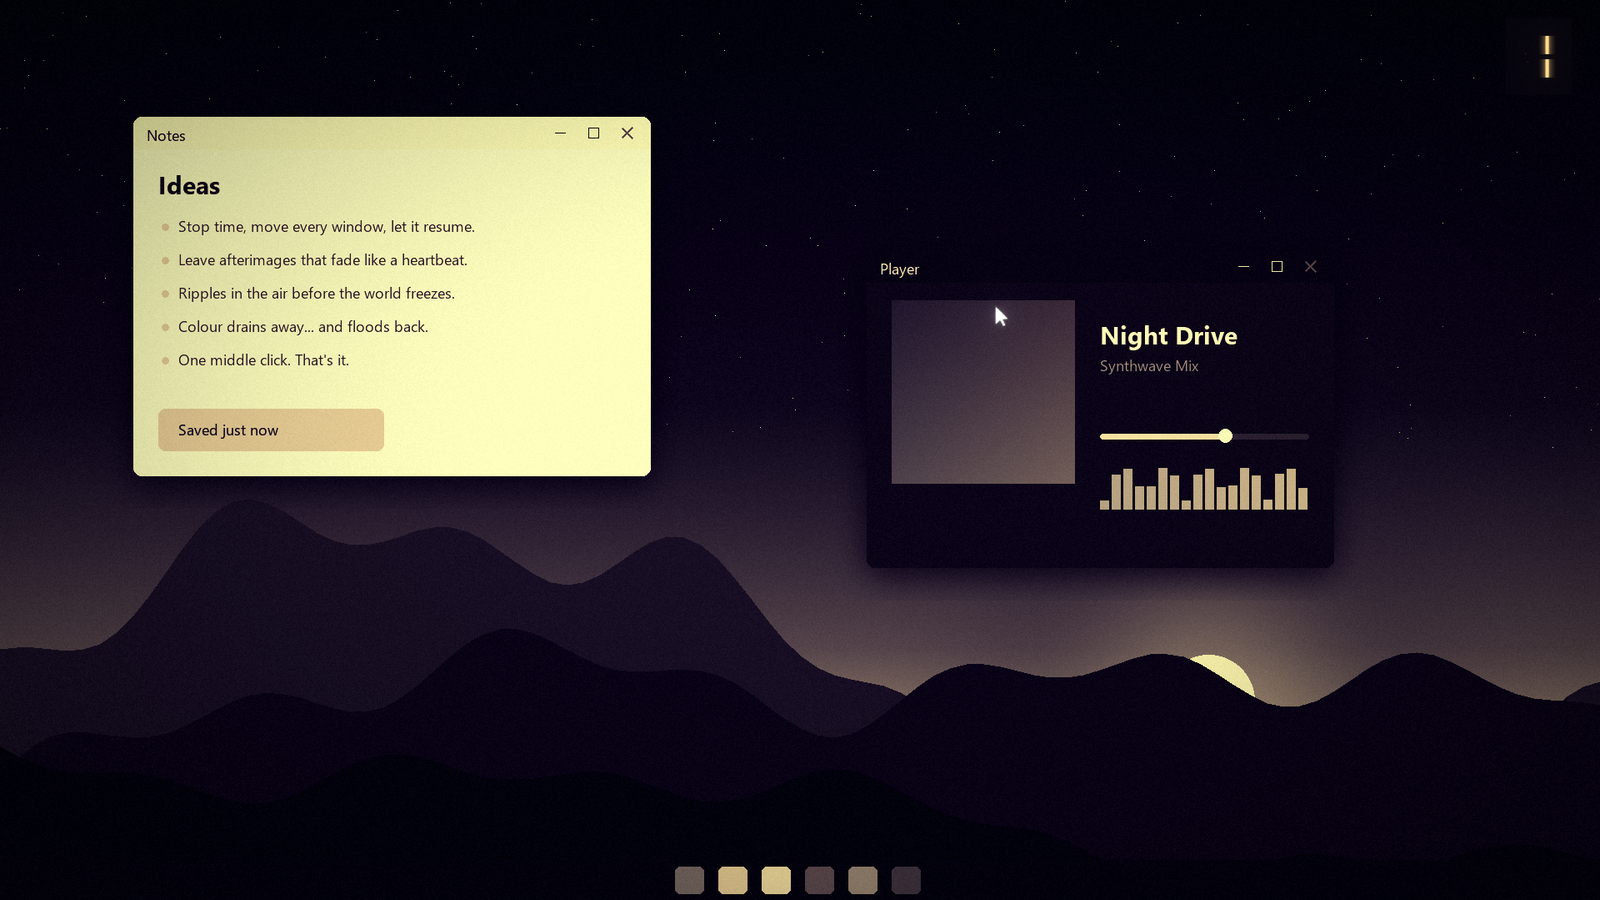 Notes
Ideas
Stop time, move every window, let it resume.
Leave afterimages that fade like a heartbeat.
Ripples in the air before the world freezes.
Colour drains away... and floods back.
One middle click. That's it.
Saved just now
Player
Night Drive
Synthwave Mix